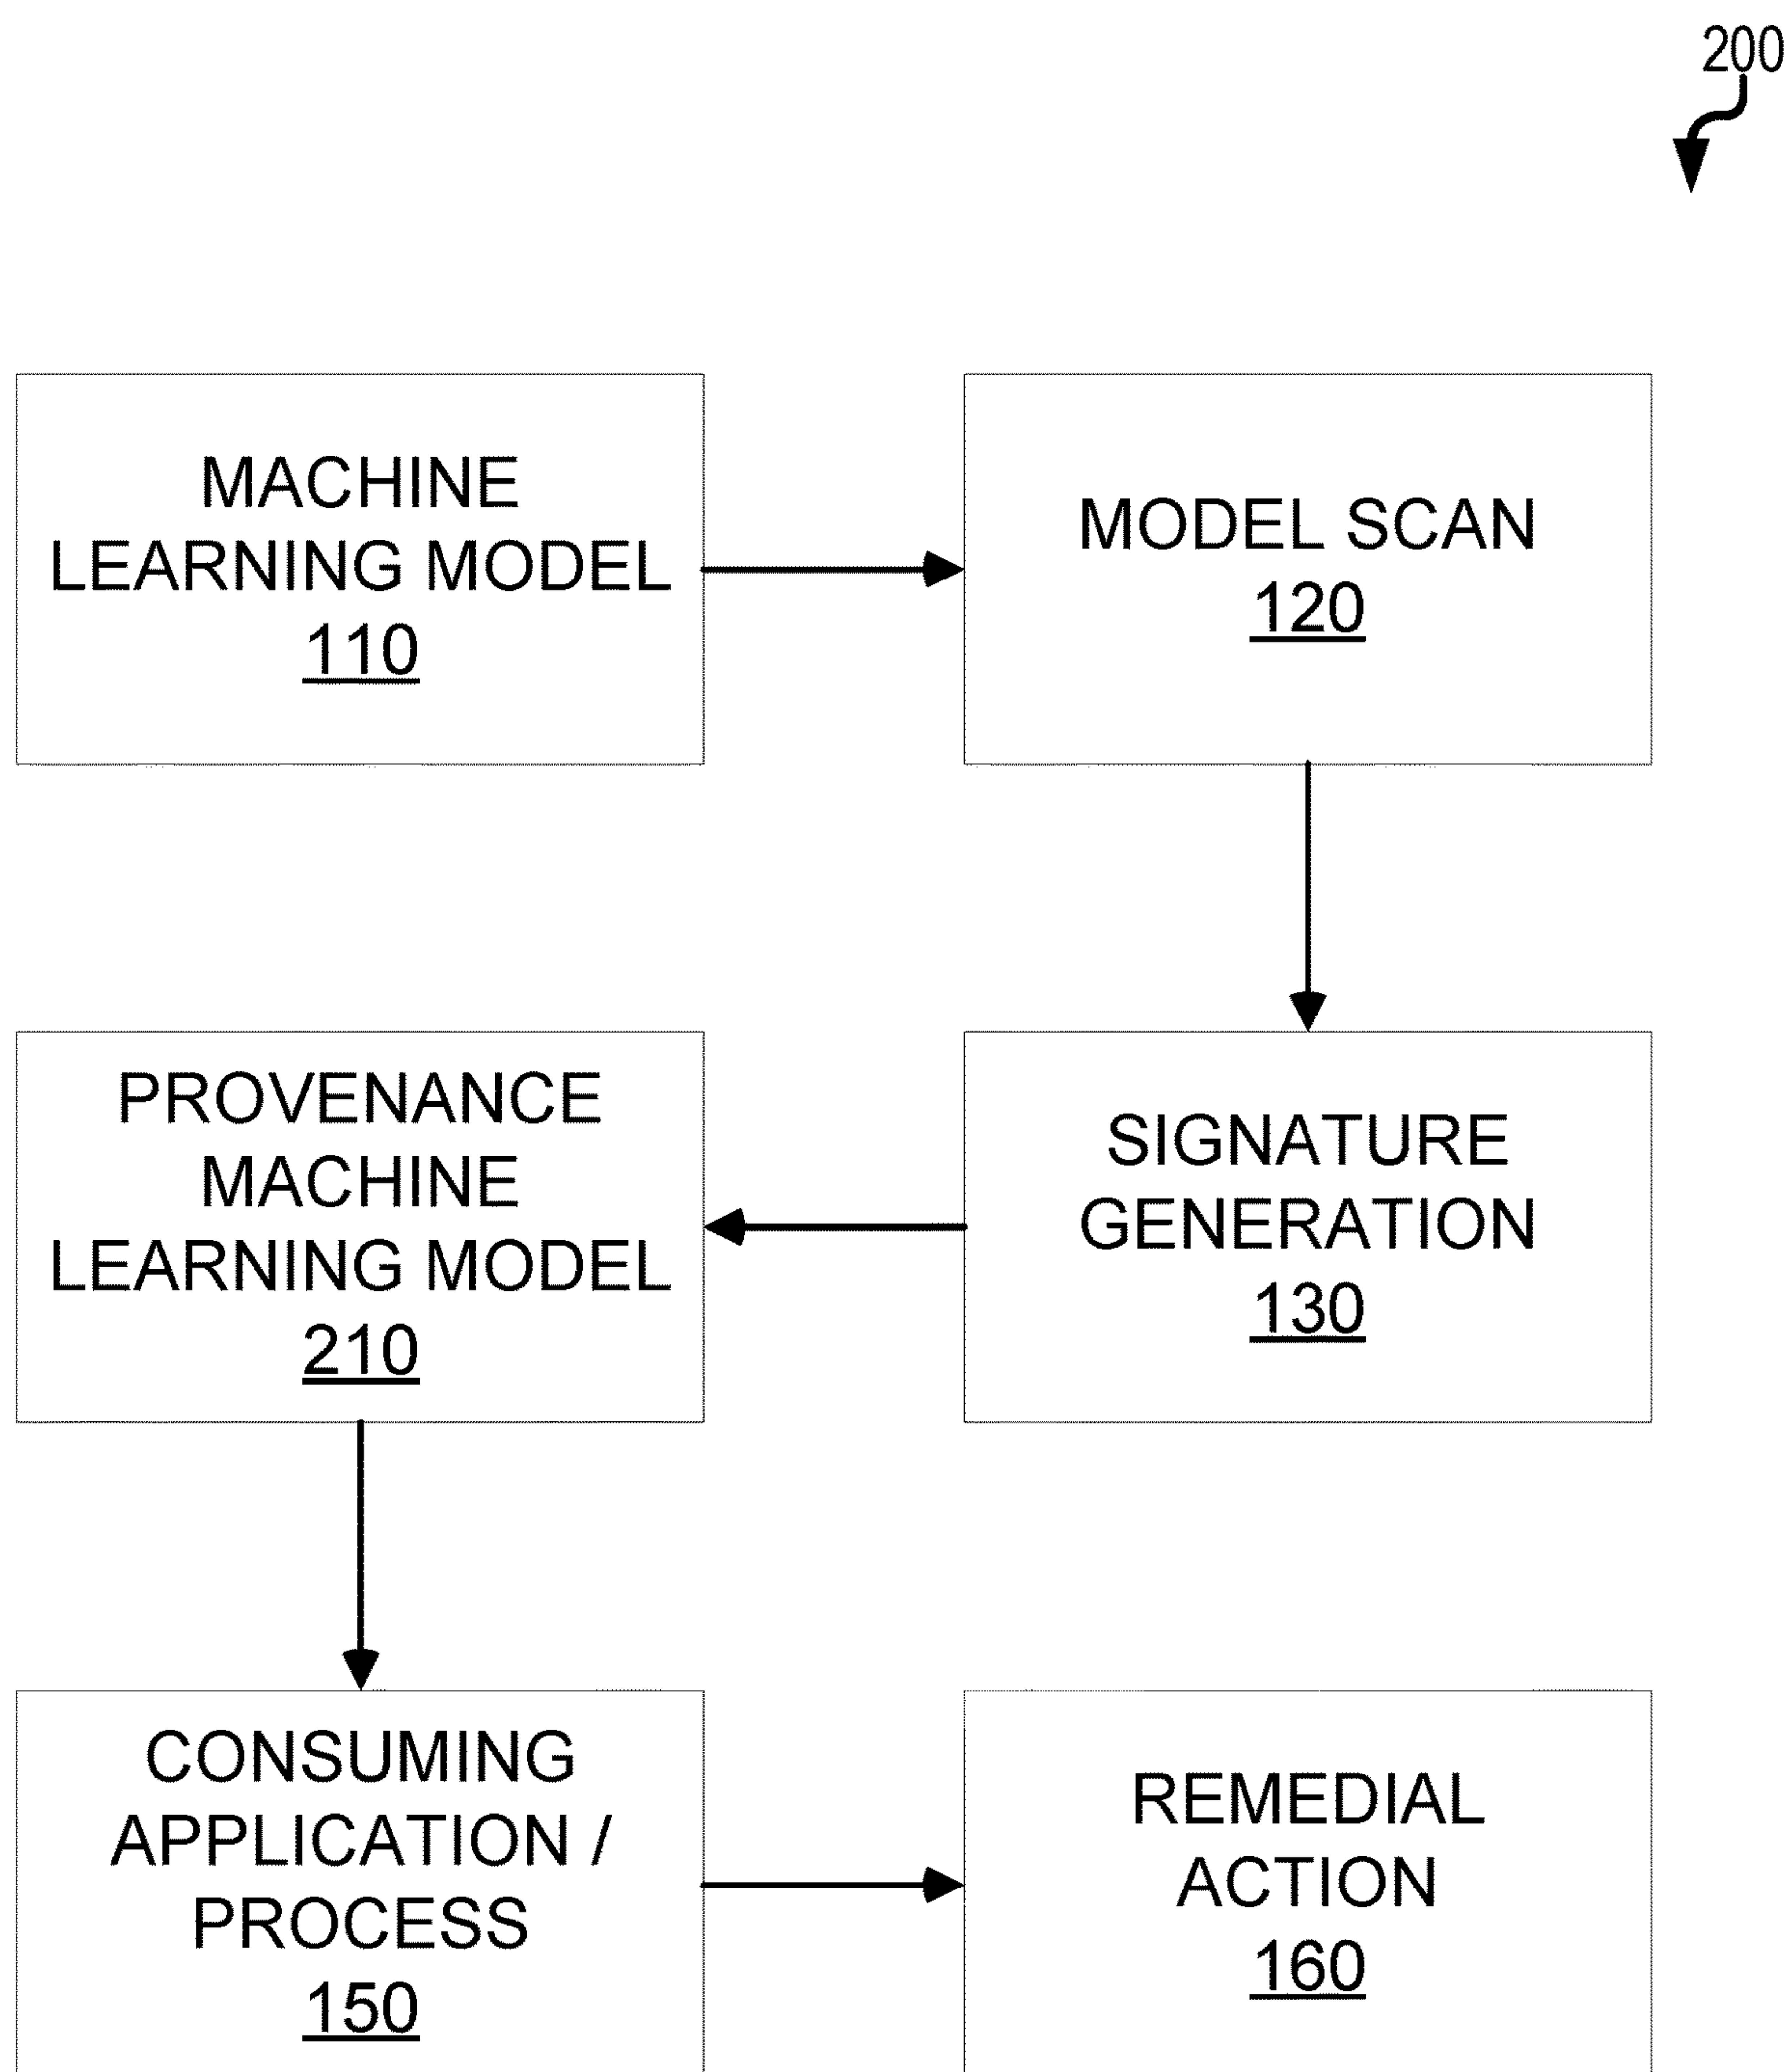 200
MACHINE
LEARNING MODEL
110
MODEL SCAN
120
PROVENANCE
MACHINE
LEARNING MODEL
210
SIGNATURE
GENERATION
130
CONSUMING
APPLICATION /
PROCESS
150
REMEDIAL
ACTION
160